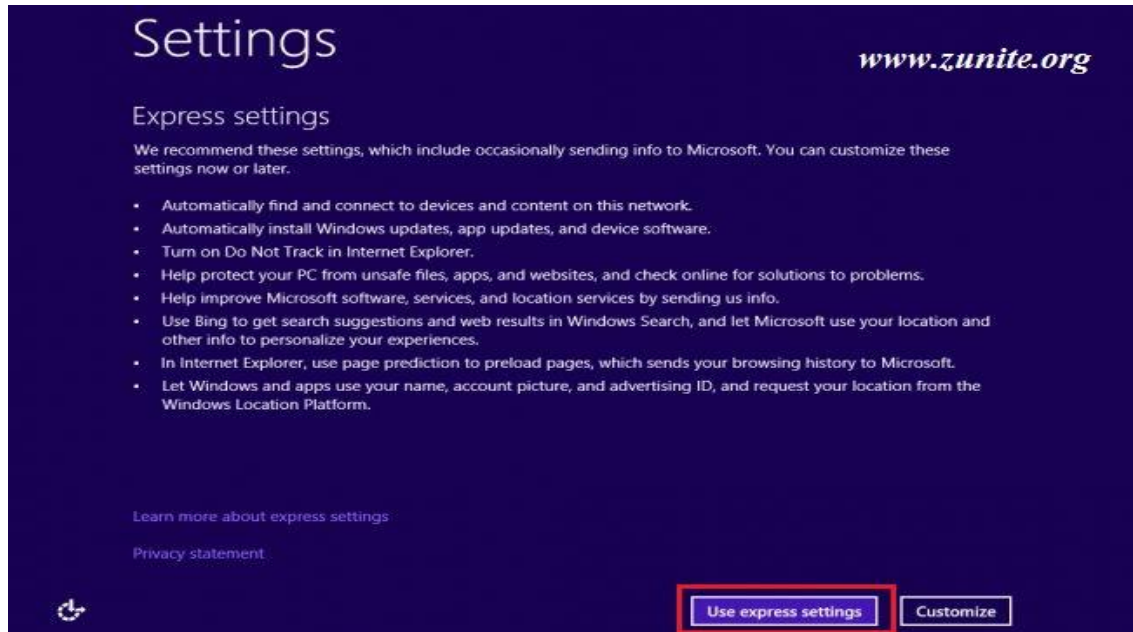 Settings
www.zunite.org
Express settings
We recommend these settings, which include occasionally sending info to Microsoft. You can customize these
settings now or later.
• Automatically find and connect to devices and content on this network.
• Automatically install Windows updates, app updates, and device software.
• Turn on Do Not Track in Internet Explorer.
• Help protect your PC from unsafe files, apps, and websites, and check online for solutions to problems.
• Help improve Microsoft software, services, and location services by sending us info.
• Use Bing to get search suggestions and web results in Windows Search, and let Microsoft use your location and
other info to personalize your experiences.
• In Internet Explorer, use page prediction to preload pages, which sends your browsing history to Microsoft.
• Let Windows and apps use your name, account picture, and advertising ID, and request your location from the
Windows Location Platform.
Learn more about express settings
Privacy statement
Use express settings
Customize